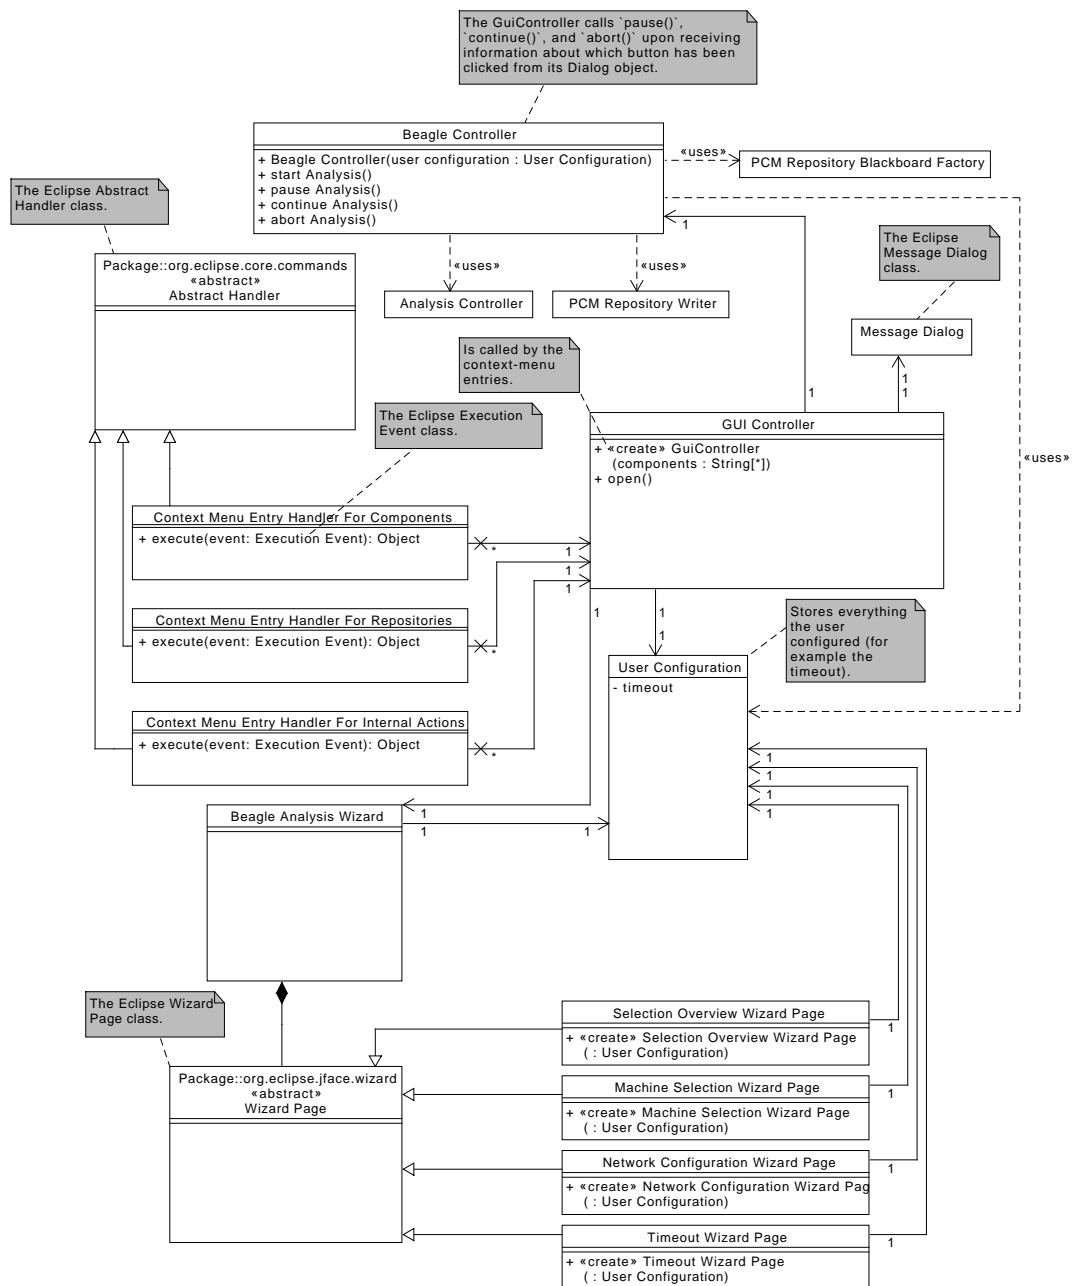 The GuiController calls `pause()`,
`continue()`, and `abort()` upon receiving
information about which button has been
clicked from its Dialog object.
Beagle Controller
+ Beagle Controller(user configuration : User Configuration)
+ start Analysis()
+ pause Analysis()
+ continue Analysis()
+ abort Analysis()
«uses»
PCM Repository Blackboard Factory
The Eclipse Abstract
Handler class.
1
The Eclipse
Message Dialog
class.
Package::org.eclipse.core.commands
«abstract»
Abstract Handler
«uses»
«uses»
Analysis Controller
PCM Repository Writer
Message Dialog
Is called by the
context-menu
entries.
1
1
1
The Eclipse Execution
Event class.
GUI Controller
+ «create» GuiController
(components : String[*])
+ open()
«uses»
Context Menu Entry Handler For Components
+ execute(event: Execution Event): Object
*
1
1
1
Context Menu Entry Handler For Repositories
+ execute(event: Execution Event): Object
*
1
1
1
Stores everything
the user
configured (for
example the
timeout).
User Configuration
- timeout
Context Menu Entry Handler For Internal Actions
+ execute(event: Execution Event): Object
*
1
1
1
1
Beagle Analysis Wizard
1
1
1
The Eclipse Wizard
Page class.
Package::org.eclipse.jface.wizard
«abstract»
Wizard Page
Selection Overview Wizard Page
+ «create» Selection Overview Wizard Page
( : User Configuration)
1
Machine Selection Wizard Page
+ «create» Machine Selection Wizard Page
( : User Configuration)
1
Network Configuration Wizard Page
+ «create» Network Configuration Wizard Pag
( : User Configuration)
1
Timeout Wizard Page
+ «create» Timeout Wizard Page
( : User Configuration)
1